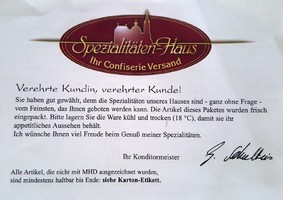 Spezialitäten-Haus
Ihr Confiserie Versand
Verehrte Kundin, verehrter Kunde!
Sie haben gut gewählt, denn die Spezialitäten unseres Hauses sind - ganz ohne Frage -
vom Feinsten, das Ihnen geboten werden kann. Die Artikel dieses Paketes wurden frisch
eingepackt. Bitte lagern Sie die Ware kühl und trocken (18 °C), damit sie ihr
appetitliches Aussehen behält.
Ich wünsche Ihnen viel Freude beim Genuß meiner Spezialitäten.
Ihr Konditormeister
Alle Artikel, die nicht mit MHD ausgezeichnet wurden,
sind mindestens haltbar bis Ende: siehe Karton-Etikett.